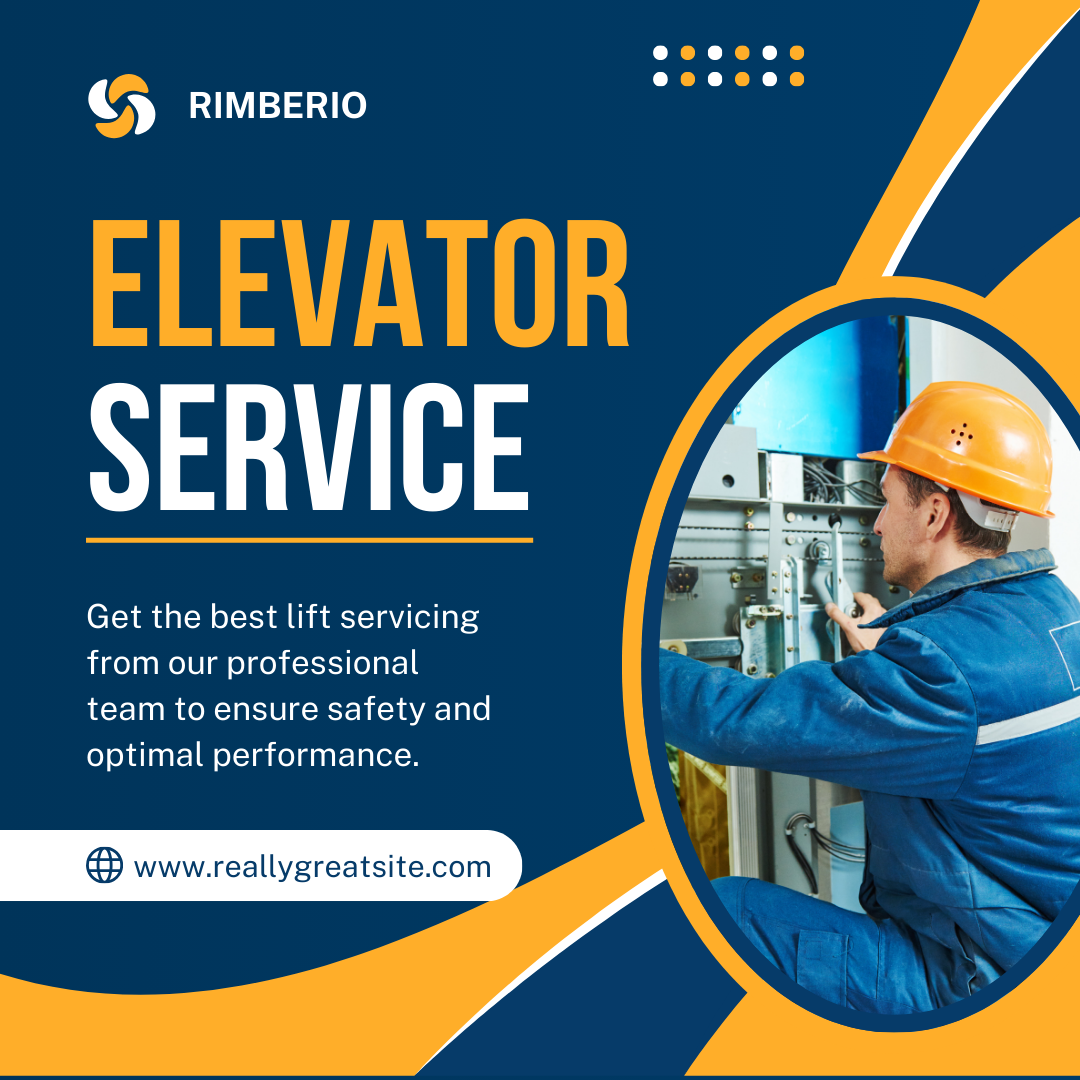 RIMBERIO
ELEVATOR
SERVICE
Get the best lift servicing
from our professional
team to ensure safety and
optimal performance.
www.reallygreatsite.com